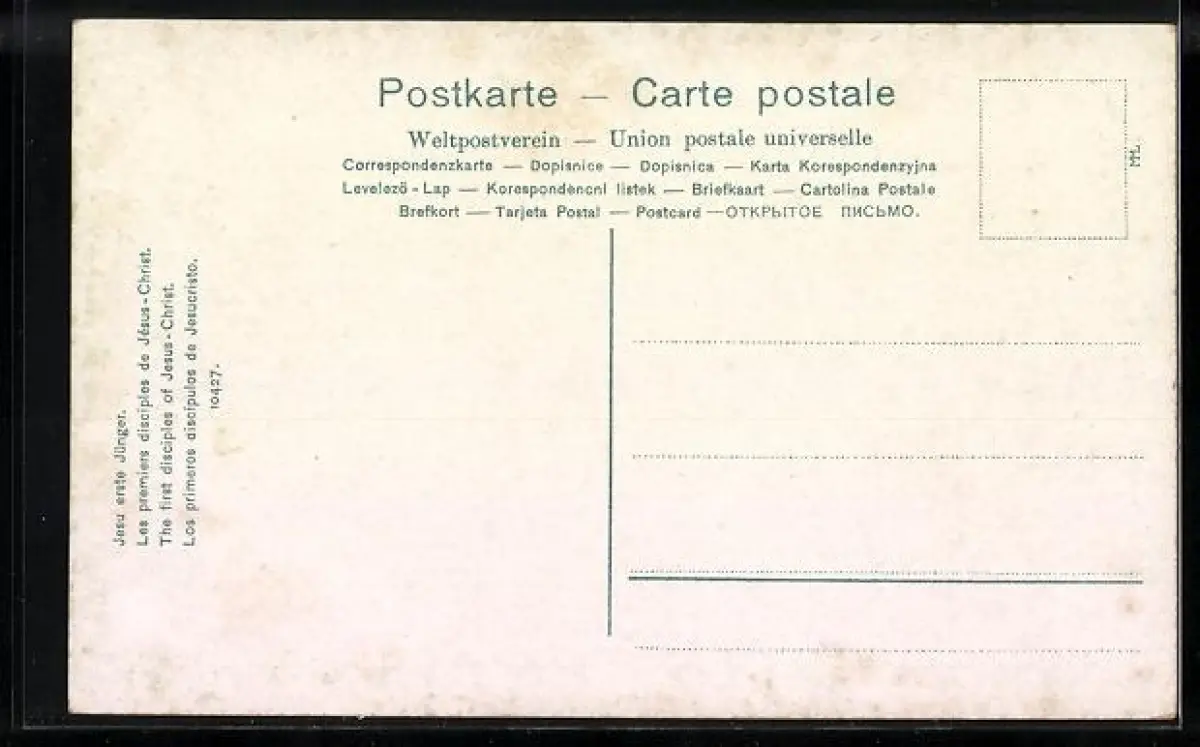 Postkarte — Carte postale
Weltpostverein — Union postale universelle
Correspondenzkarte — Dopisnice — Dopisnica — Karta Korespondenzyjna
Levelező-Lap — Korespondencni listek — Briefkaart — Cartolina Postale
Brefkort — Tarjeta Postal — Postcard — ОТКРЫТОЕ ПИСЬМО.
Jesu erste Jünger.
Les premiers disciples de Jésus-Christ.
The first disciples of Jesus-Christ.
Los primeros discípulos de Jesucristo.
10427.